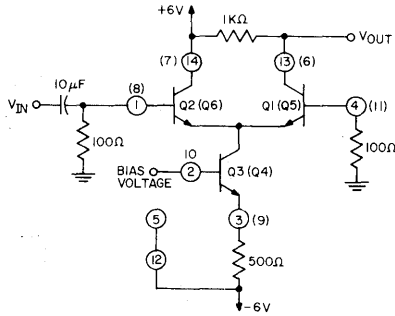 +6V
1KΩ
VOUT
(7) 14
13 (6)
10µF
(8)
VIN
1
Q2(Q6)
Q1(Q5)
4 (11)
100Ω
100Ω
BIAS VOLTAGE
10
2
Q3(Q4)
5
3 (9)
12
500Ω
-6V